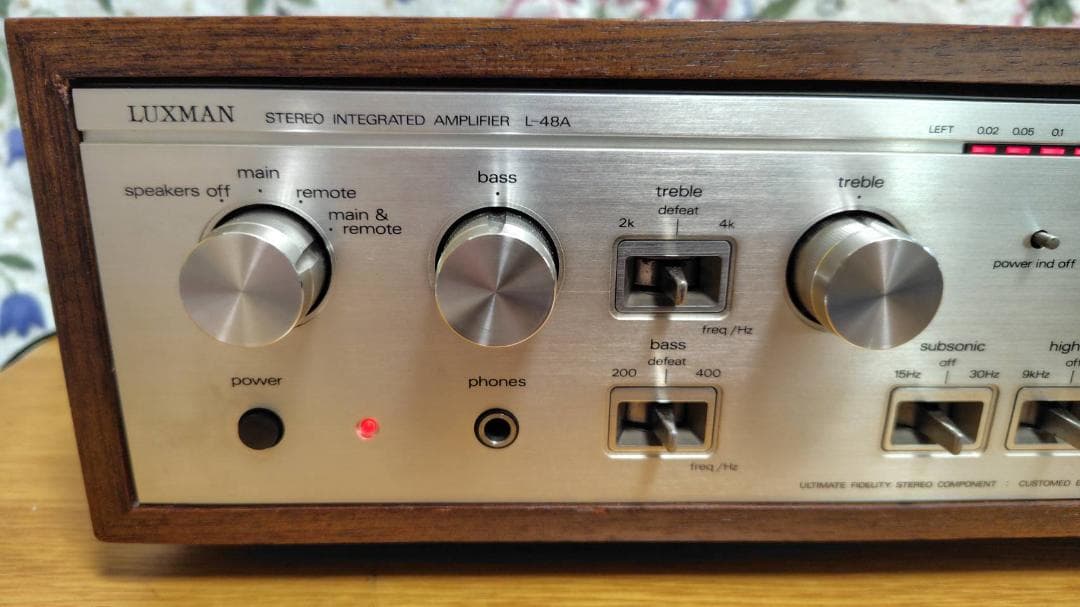 LUXMAN STEREO INTEGRATED AMPLIFIER L-48A
LEFT 0.02 0.05 0.1
speakers off
main
remote
main &
remote
bass
treble
defeat
2k 4k
freq/Hz
treble
power ind off
bass
defeat
200 400
freq/Hz
subsonic
off
15Hz 30Hz
high
9kHz
power
phones
ULTIMATE FIDELITY STEREO COMPONENT : CUSTOMED